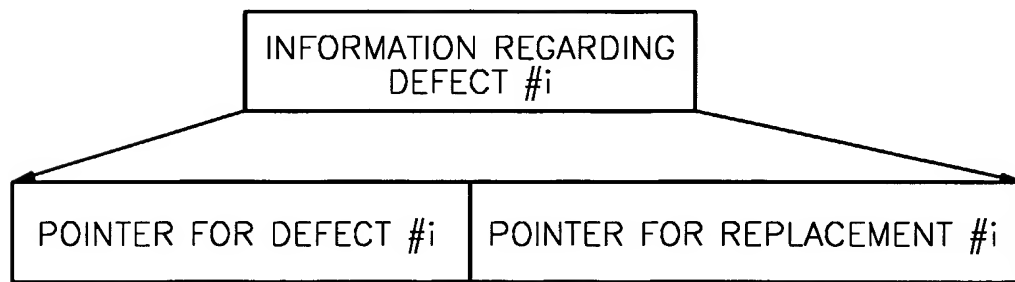 INFORMATION REGARDING
DEFECT #i
POINTER FOR DEFECT #i
POINTER FOR REPLACEMENT #i